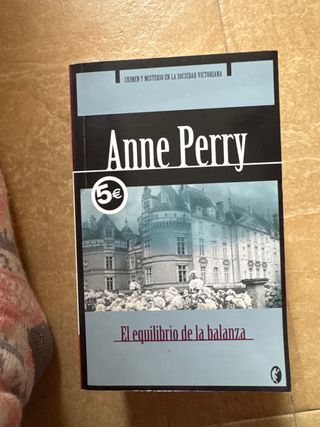 CRIMEN Y MISTERIO EN LA SOCIEDAD VICTORIANA
Anne Perry
5€
El equilibrio de la balanza